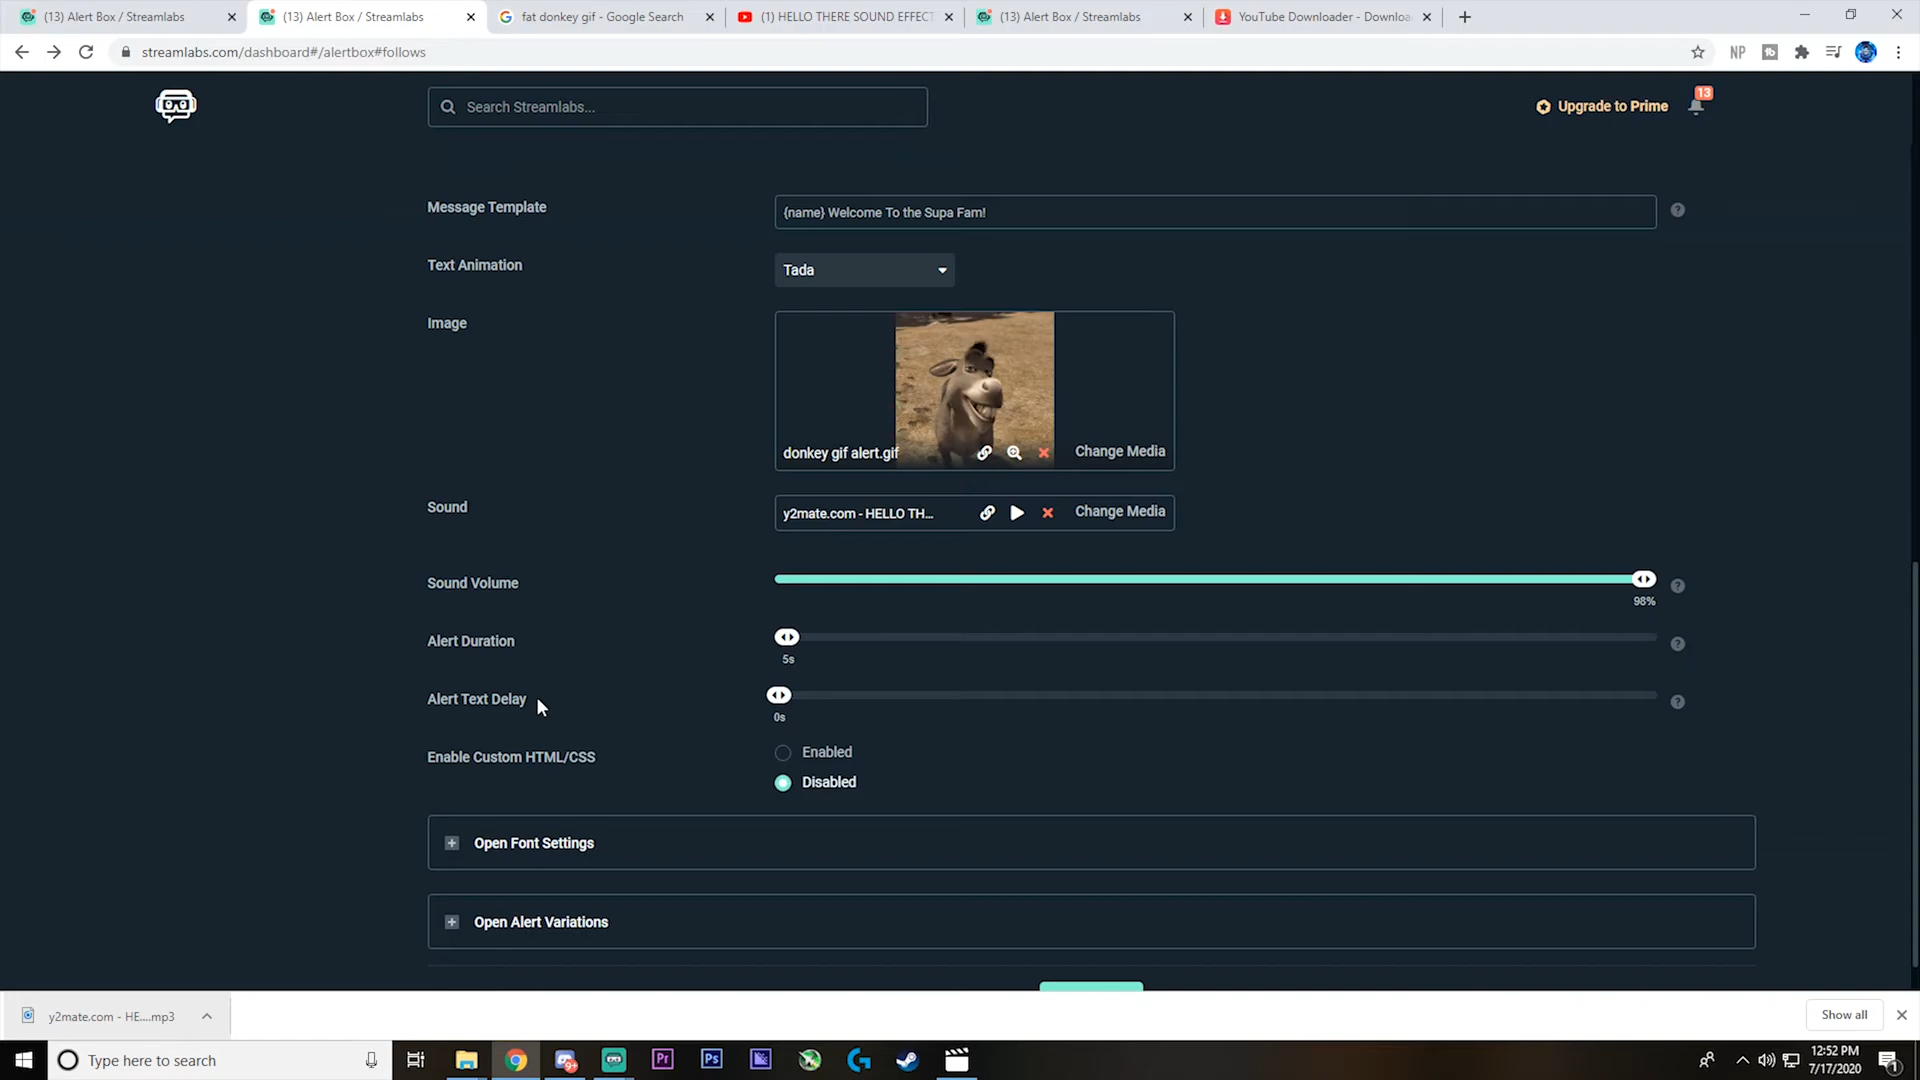 (13) Alert Box / Streamlabs
(13) Alert Box / Streamlabs
fat donkey gif - Google Search
(1) HELLO THERE SOUND EFFECT
(13) Alert Box / Streamlabs
YouTube Downloader - Downloa
streamlabs.com/dashboard#/alertbox#follows
NP
Search Streamlabs...
Upgrade to Prime
13
Message Template
{name} Welcome To the Supa Fam!
?
Text Animation
Tada
Image
donkey gif alert.gif
Change Media
Sound
y2mate.com - HELLO TH...
Change Media
Sound Volume
?
98%
Alert Duration
?
5s
Alert Text Delay
?
0s
Enable Custom HTML/CSS
Enabled
Disabled
Open Font Settings
Open Alert Variations
y2mate.com - HE....mp3
Show all
Type here to search
Pr
Ps
12:52 PM
7/17/2020
1